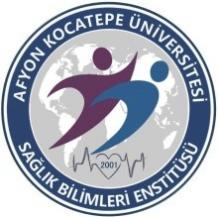 AFYON KOCATEPE ÜNİVERSİTESİ
2001
SAĞLIK BİLİMLERİ ENSTİTÜSÜ